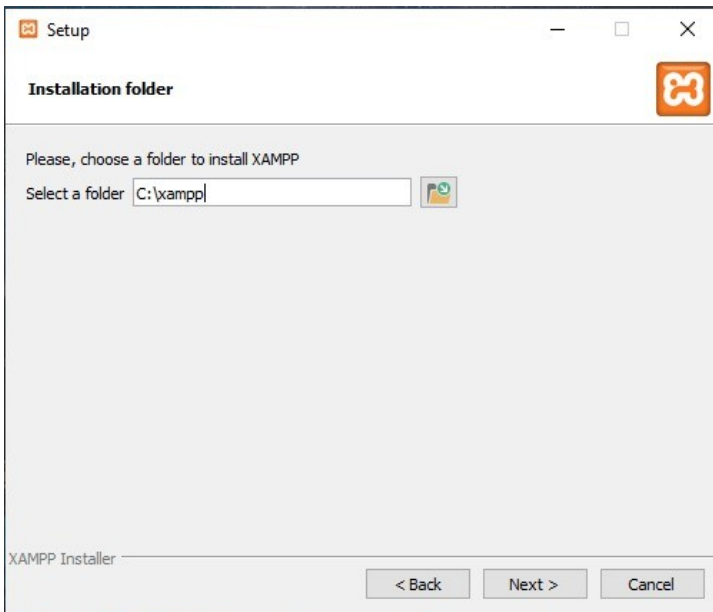 Setup
Installation folder
Please, choose a folder to install XAMPP
Select a folder C:\xampp
XAMPP Installer
< Back Next > Cancel